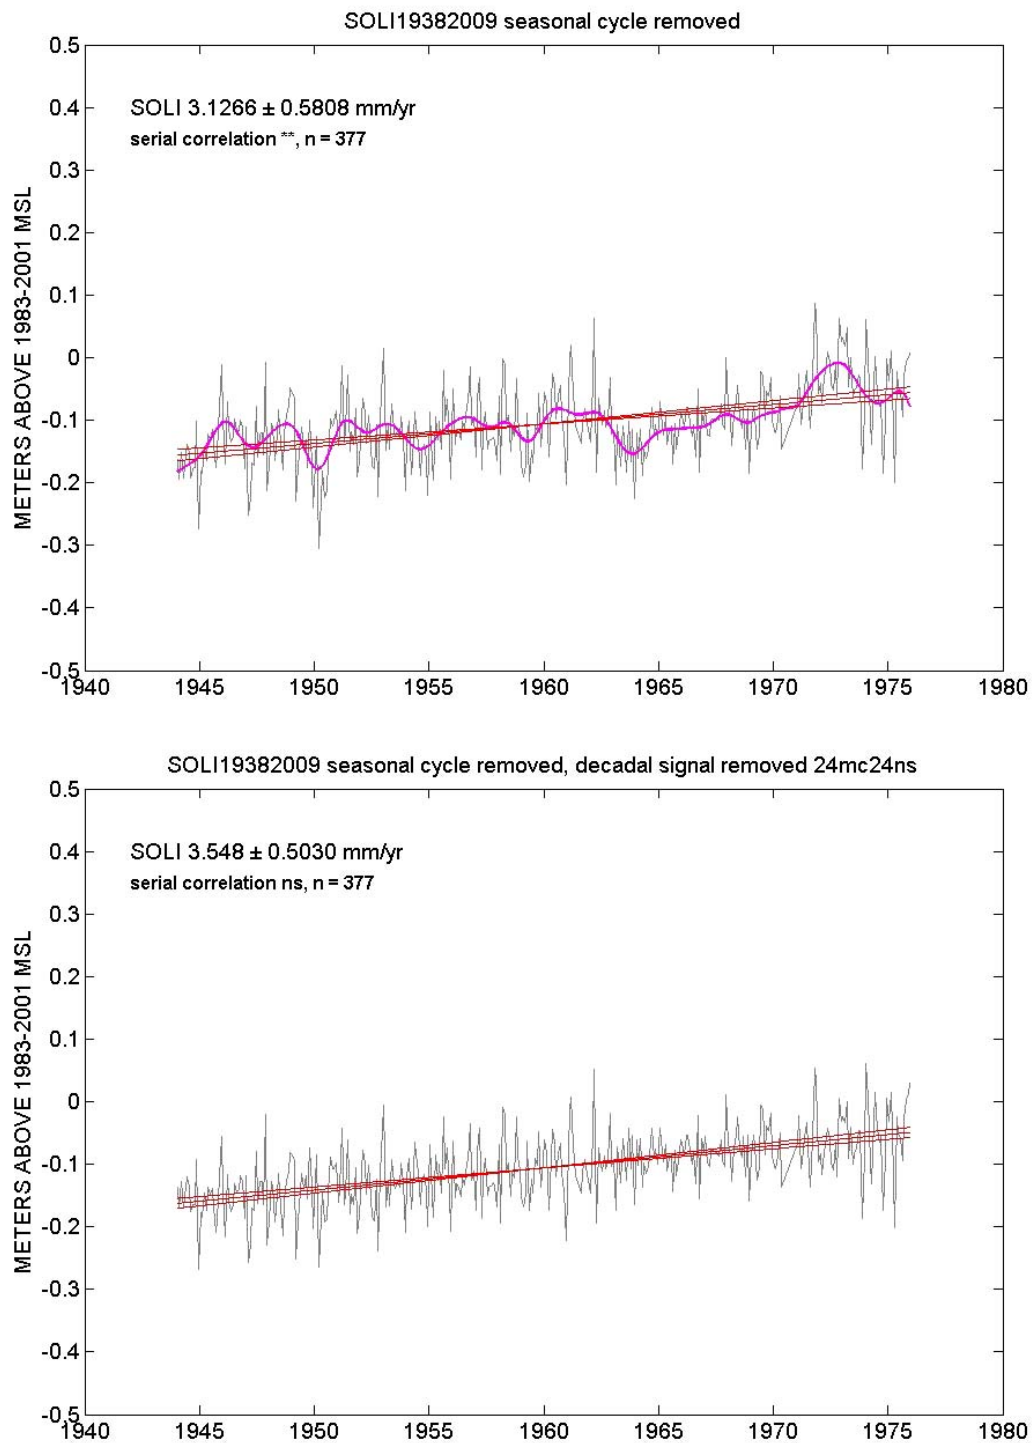 SOLI19382009 seasonal cycle removed
SOLI 3.1266 ± 0.5808 mm/yr
serial correlation **, n = 377
METERS ABOVE 1983-2001 MSL
0.5
0.4
0.3
0.2
0.1
0
-0.1
-0.2
-0.3
-0.4
-0.5
1940 1945 1950 1955 1960 1965 1970 1975 1980
SOLI19382009 seasonal cycle removed, decadal signal removed 24mc24ns
SOLI 3.548 ± 0.5030 mm/yr
serial correlation ns, n = 377
METERS ABOVE 1983-2001 MSL
0.5
0.4
0.3
0.2
0.1
0
-0.1
-0.2
-0.3
-0.4
-0.5
1940 1945 1950 1955 1960 1965 1970 1975 1980